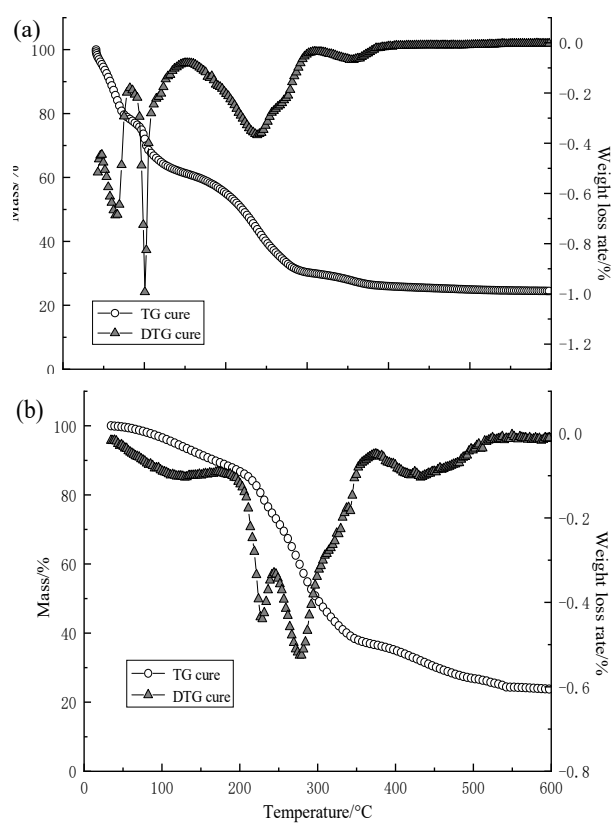 (a)
100
80
60
40
20
0
Mass/%
0.0
-0.2
-0.4
-0.6
-0.8
-1.0
-1.2
Weight loss rate/%
TG cure
DTG cure
(b)
100
80
60
40
20
0
Mass/%
0.0
-0.2
-0.4
-0.6
-0.8
Weight loss rate/%
TG cure
DTG cure
0 100 200 300 400 500 600
Temperature/°C